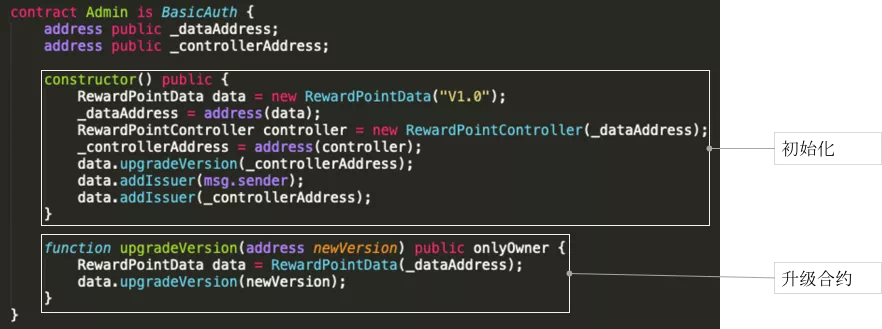 contract Admin is BasicAuth {
address public _dataAddress;
address public _controllerAddress;
constructor() public {
RewardPointData data = new RewardPointData("V1.0");
_dataAddress = address(data);
RewardPointController controller = new RewardPointController(_dataAddress);
_controllerAddress = address(controller);
data.upgradeVersion(_controllerAddress);
data.addIssuer(msg.sender);
data.addIssuer(_controllerAddress);
}
初始化
function upgradeVersion(address newVersion) public onlyOwner {
RewardPointData data = RewardPointData(_dataAddress);
data.upgradeVersion(newVersion);
}
升级合约
}